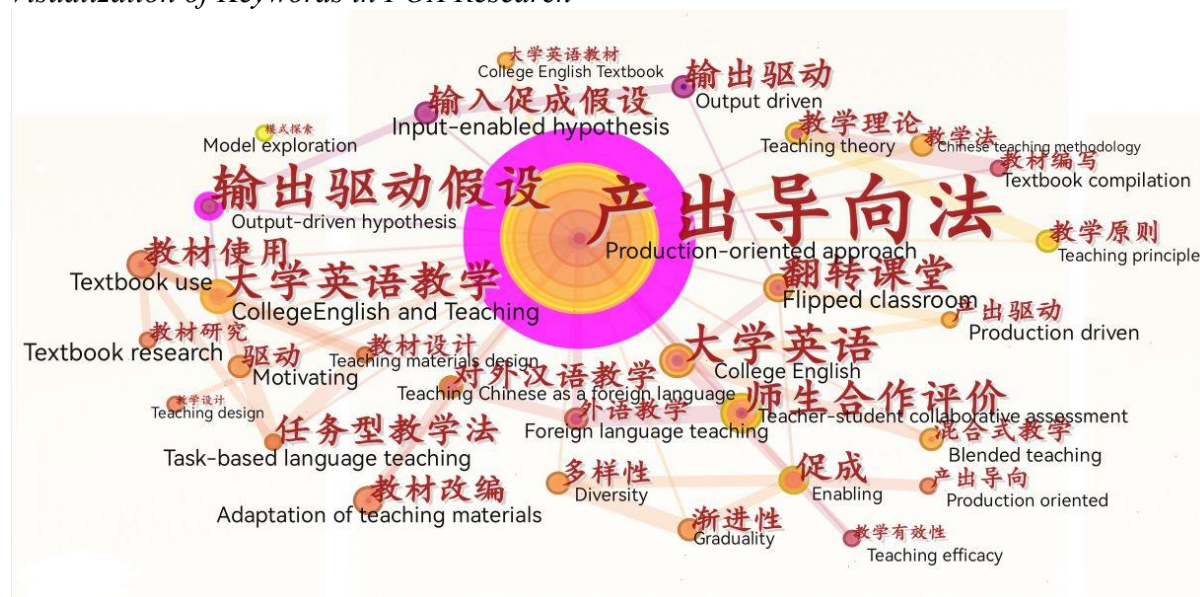 Visualization of Keywords in POA Research
大学英语教材
College English Textbook
输出驱动
Output driven
输入促成假设
Input-enabled hypothesis
教学理论
Teaching theory
教学法
Chinese teaching methodology
模式探索
Model exploration
教材编写
Textbook compilation
输出驱动假设
Output-driven hypothesis
产出导向法
Production-oriented approach
教学原则
Teaching principle
教材使用
Textbook use
大学英语教学
CollegeEnglish and Teaching
翻转课堂
Flipped classroom
产出驱动
Production driven
教材研究
Textbook research
驱动
Motivating
教材设计
Teaching materials design
大学英语
College English
对外汉语教学
Teaching Chinese as a foreign language
教学设计
Teaching design
外语教学
Foreign language teaching
师生合作评价
Teacher-student collaborative assessment
任务型教学法
Task-based language teaching
混合式教学
Blended teaching
教材改编
Adaptation of teaching materials
多样性
Diversity
促成
Enabling
产出导向
Production oriented
渐进性
Graduality
教学有效性
Teaching efficacy